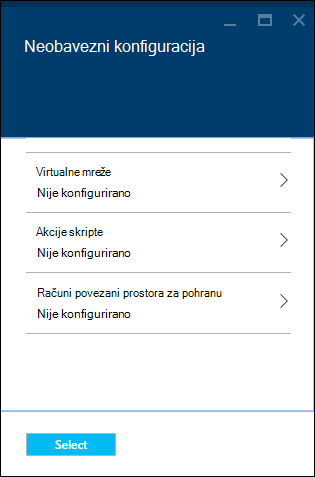 Neobavezni konfiguracija
Virtualne mreže
Nije konfigurirano
Akcije skripte
Nije konfigurirano
Računi povezani prostora za pohranu
Nije konfigurirano
Select